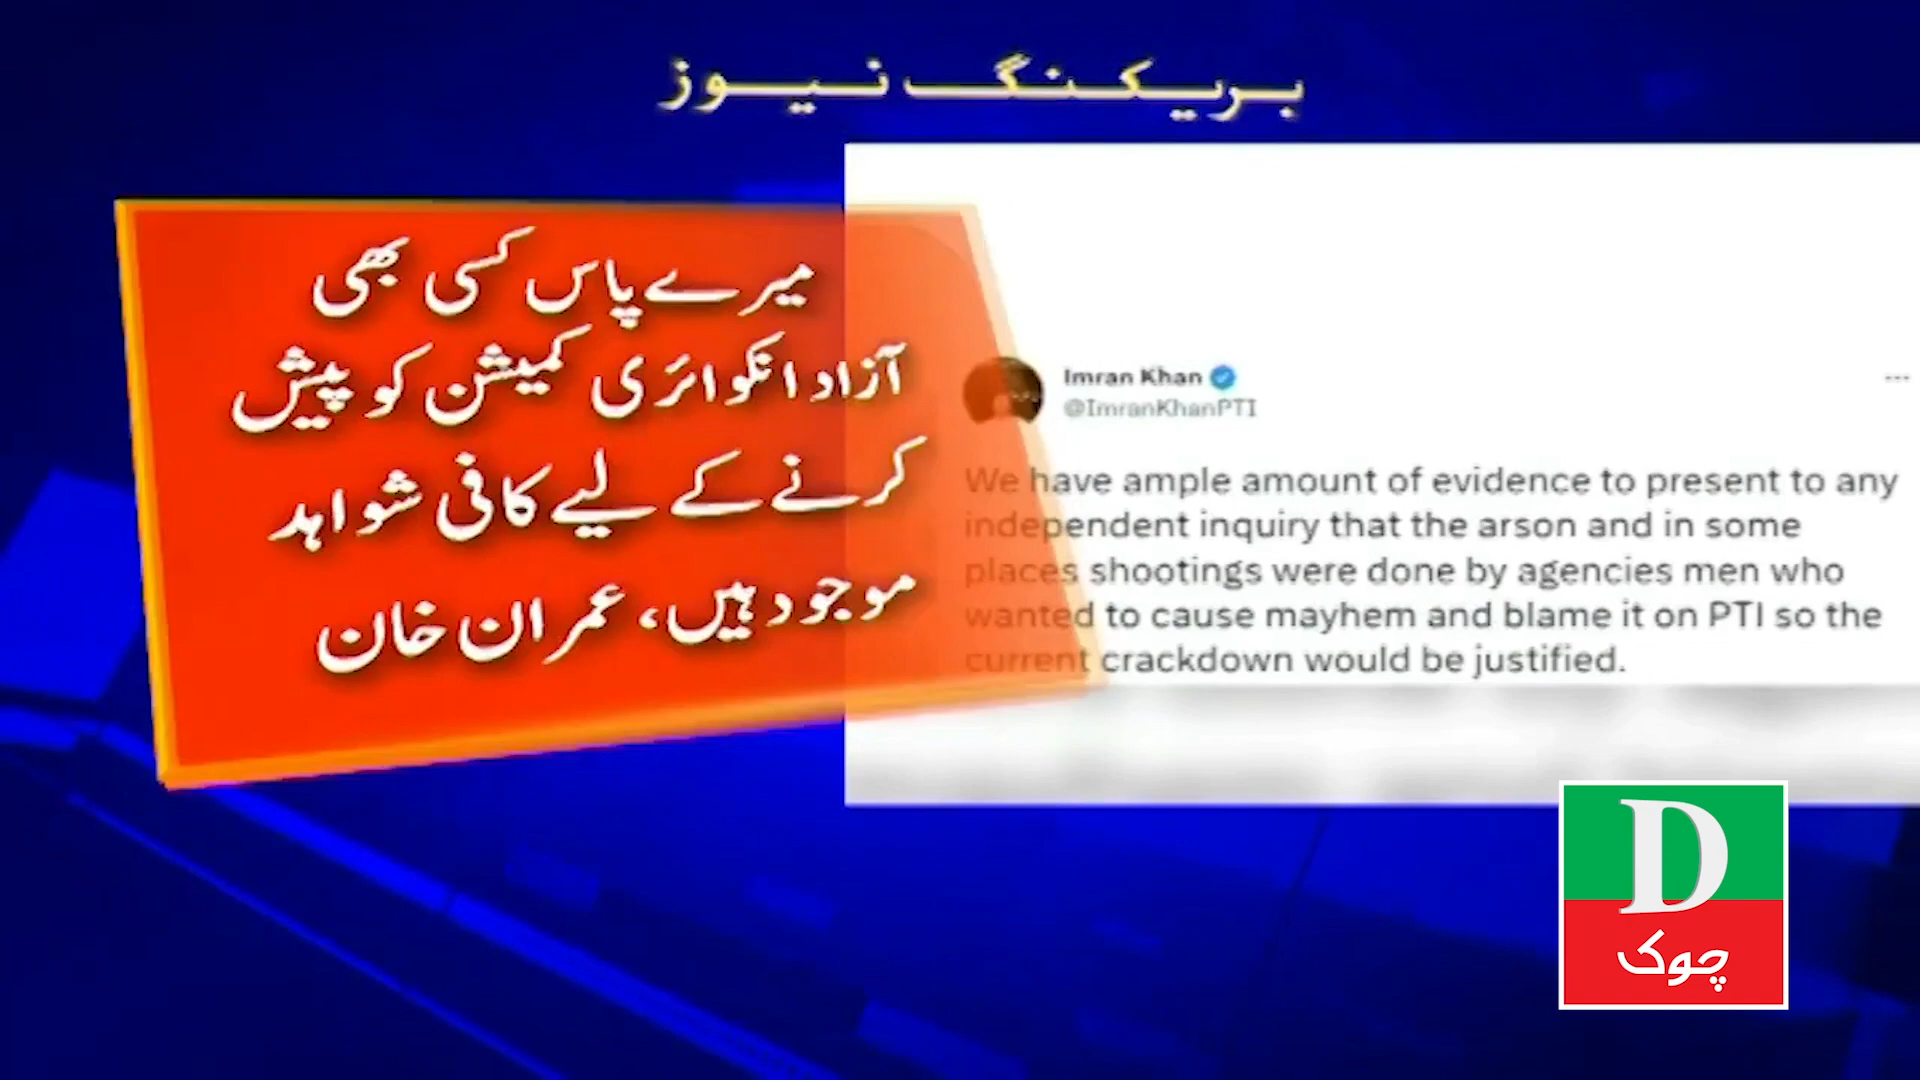 بریکنگ نیوز
میرے پاس کسی بھی
آزاد انکوائری کمیشن کو پیش
کرنے کے لیے کافی شواہد
موجود ہیں، عمران خان
Imran Khan
@ImranKhanPTI
We have ample amount of evidence to present to any
independent inquiry that the arson and in some
places shootings were done by agencies men who
wanted to cause mayhem and blame it on PTI so the
current crackdown would be justified.
D
چوک